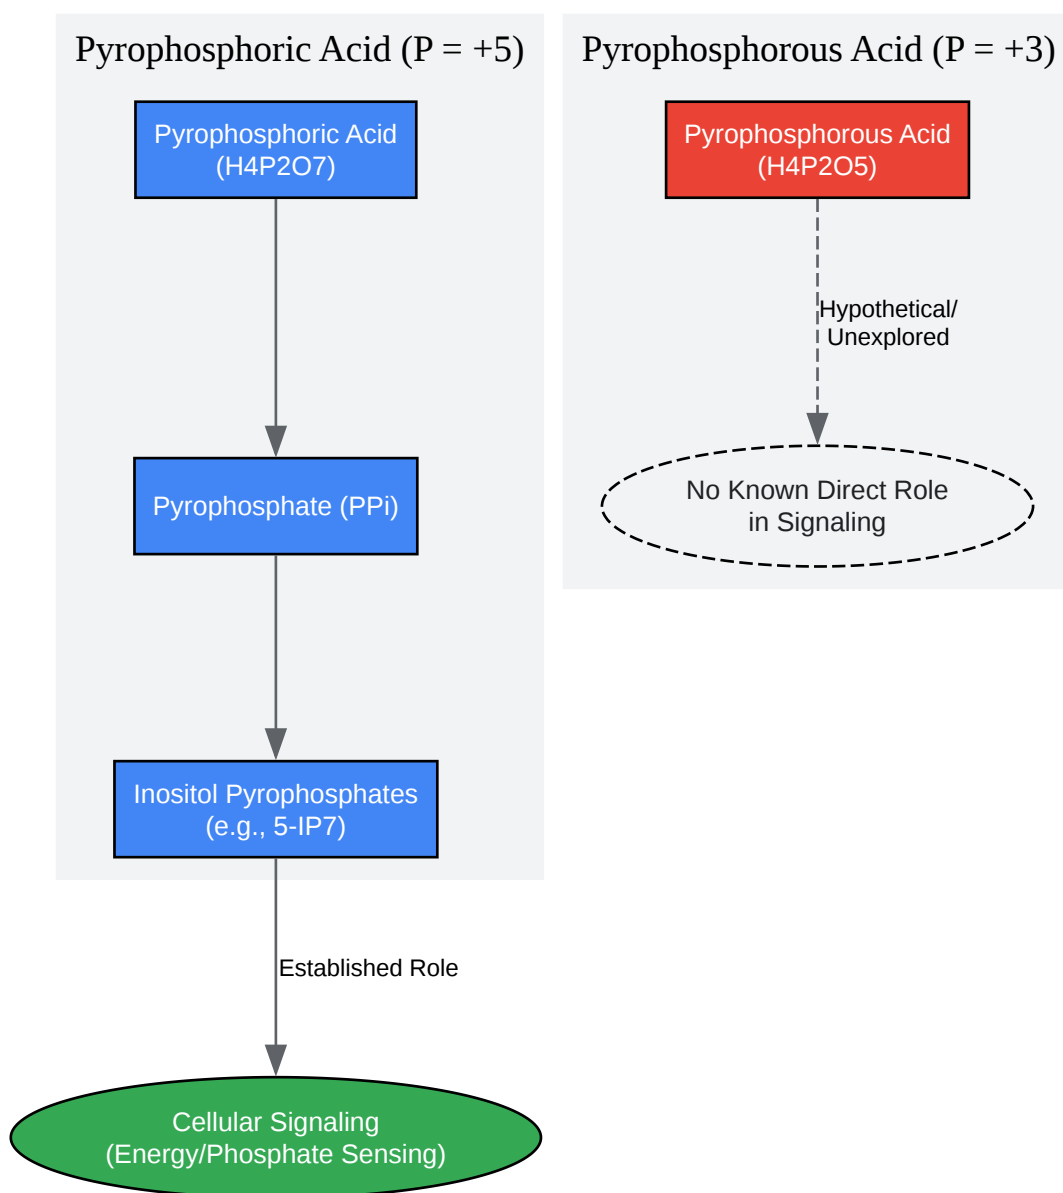 Pyrophosphoric Acid (P = +5)
Pyrophosphoric Acid
(H4P2O7)
Pyrophosphate (PPi)
Inositol Pyrophosphates
(e.g., 5-IP7)
Established Role
Cellular Signaling
(Energy/Phosphate Sensing)
Pyrophosphorous Acid (P = +3)
Pyrophosphorous Acid
(H4P2O5)
Hypothetical/
Unexplored
No Known Direct Role
in Signaling